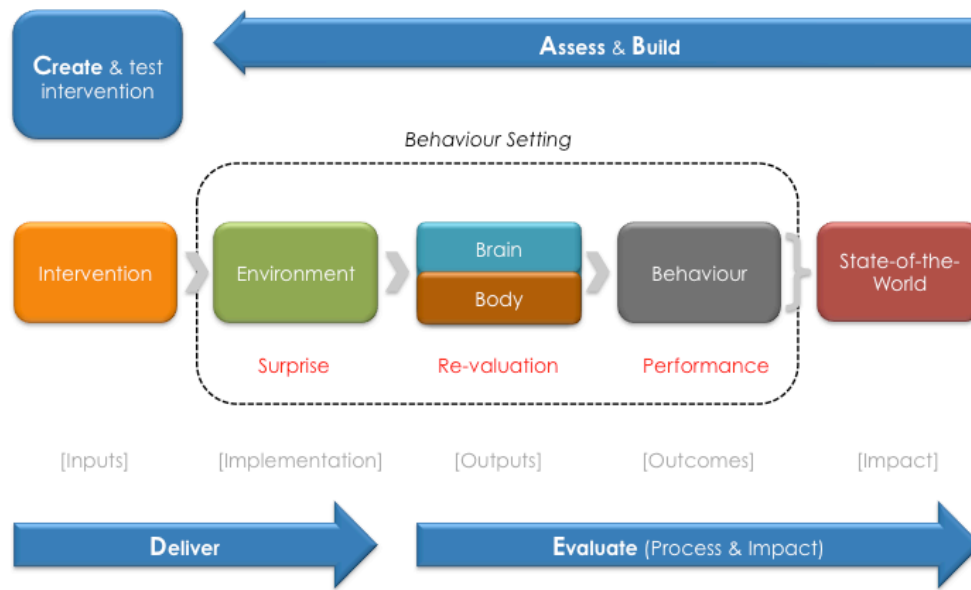 Assess & Build
Create & test
intervention
Behaviour Setting
Intervention
Environment
Brain
Body
Behaviour
State-of-the-
World
Surprise
Re-valuation
Performance
[Inputs]
[Implementation]
[Outputs]
[Outcomes]
[Impact]
Deliver
Evaluate (Process & Impact)